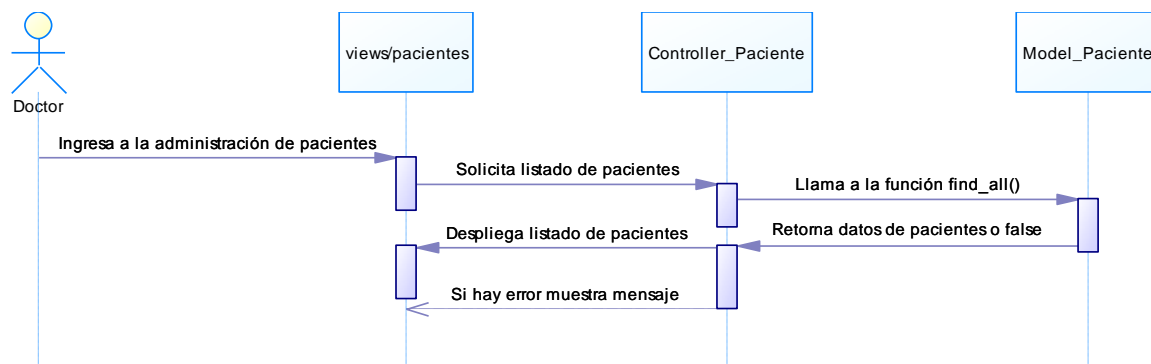 views/pacientes
Controller_Paciente
Model_Paciente
Doctor
Ingresa a la administración de pacientes
Solicita listado de pacientes
Llama a la función find_all()
Retorna datos de pacientes o false
Despliega listado de pacientes
Si hay error muestra mensaje